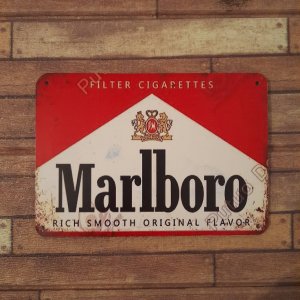 FILTER CIGARETTES
Marlboro
RICH SMOOTH ORIGINAL FLAVOR